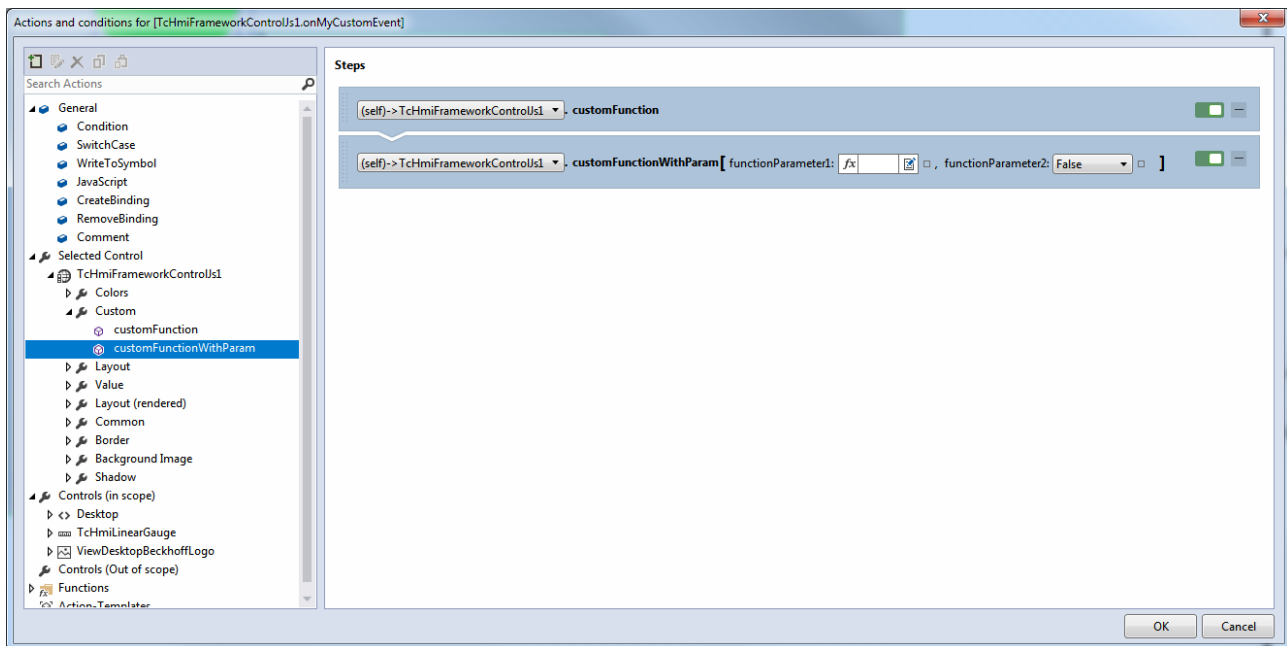 Actions and conditions for [TcHmiFrameworkControlJs1.onMyCustomEvent]
Search Actions
General
Condition
SwitchCase
WriteToSymbol
JavaScript
CreateBinding
RemoveBinding
Comment
Selected Control
TcHmiFrameworkControlJs1
Colors
Custom
customFunction
customFunctionWithParam
Layout
Value
Layout (rendered)
Common
Border
Background Image
Shadow
Controls (in scope)
Desktop
TcHmiLinearGauge
ViewDesktopBeckhoffLogo
Controls (Out of scope)
Functions
Action-Templates
Steps
(self)->TcHmiFrameworkControlJs1 . customFunction
(self)->TcHmiFrameworkControlJs1 . customFunctionWithParam[ functionParameter1: fx , functionParameter2: False ]
OK Cancel